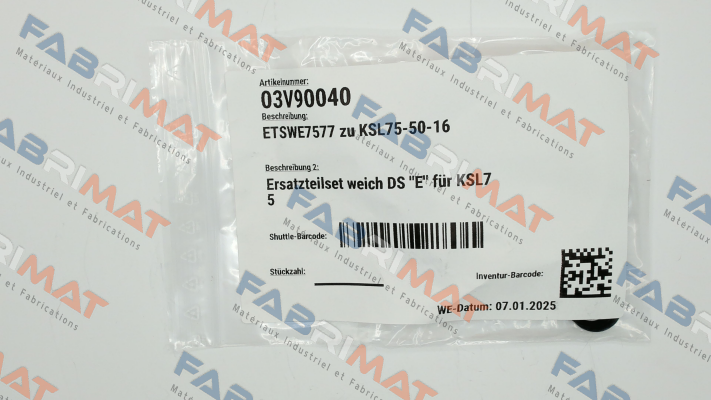 Artikelnummer:
03V90040
Beschreibung:
ETSWE7577 zu KSL75-50-16
Beschreibung 2:
Ersatzteilset weich DS "E" für KSL7
5
Shuttle-Barcode:
Stückzahl:
Inventur-Barcode:
WE-Datum: 07.01.2025
FABRIMAT
Matériaux Industriel et Fabrications